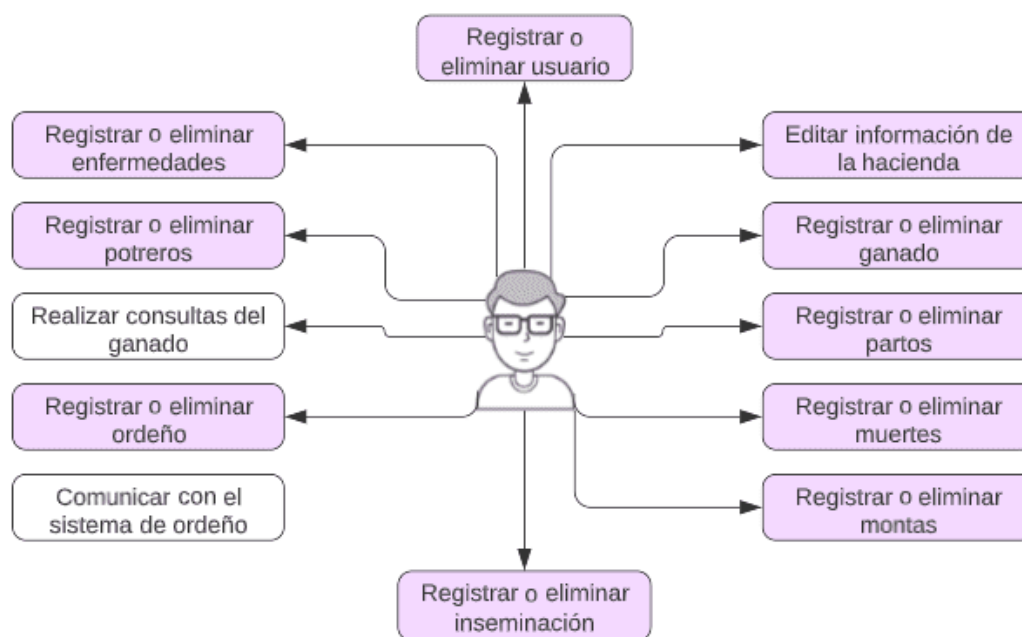 Registrar o
eliminar usuario
Registrar o eliminar
enfermedades
Editar información de
la hacienda
Registrar o eliminar
potreros
Registrar o eliminar
ganado
Realizar consultas del
ganado
Registrar o eliminar
partos
Registrar o eliminar
ordeño
Registrar o eliminar
muertes
Comunicar con el
sistema de ordeño
Registrar o eliminar
montas
Registrar o eliminar
inseminación